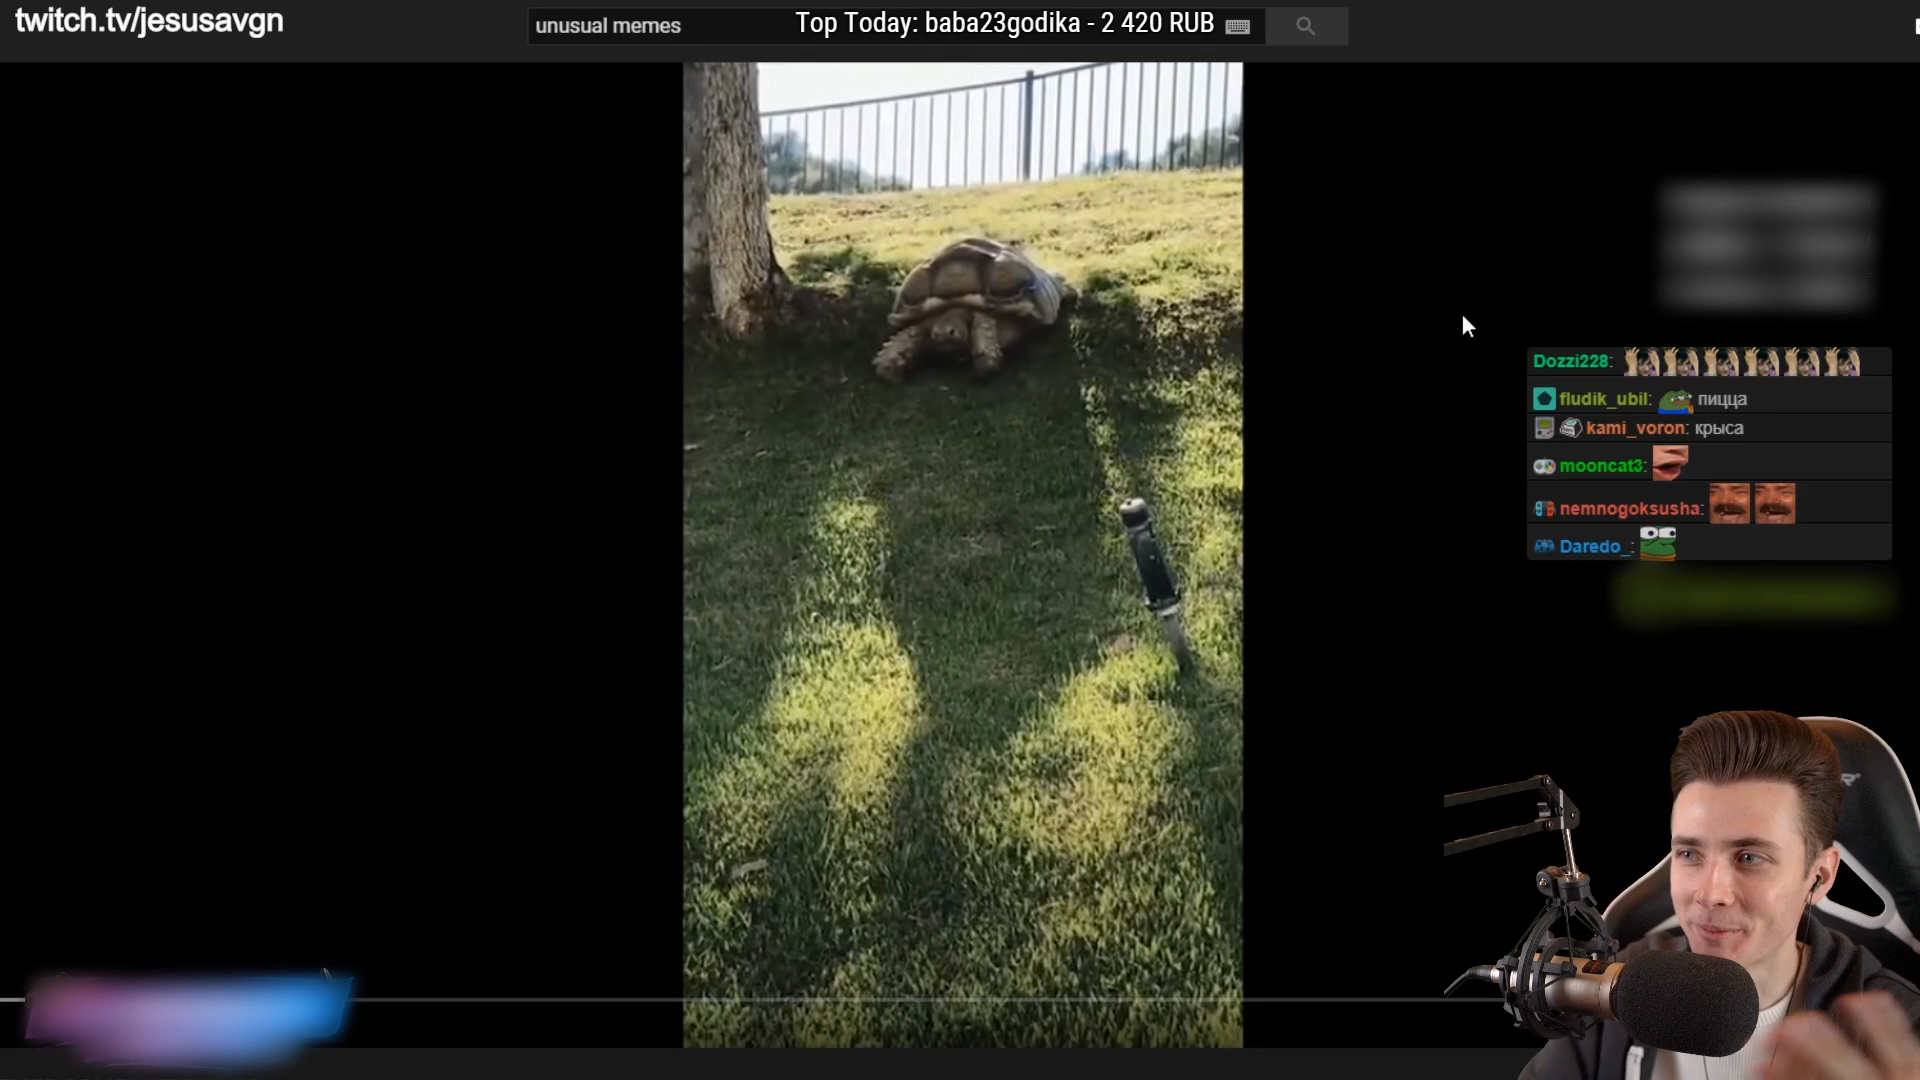 twitch.tv/jesusavgn
unusual memes
Top Today: baba23godika - 2 420 RUB
Dozzi228:
fludik_ubil: пицца
kami_voron: крыса
mooncat3:
nemnogoksusha:
Daredo_: